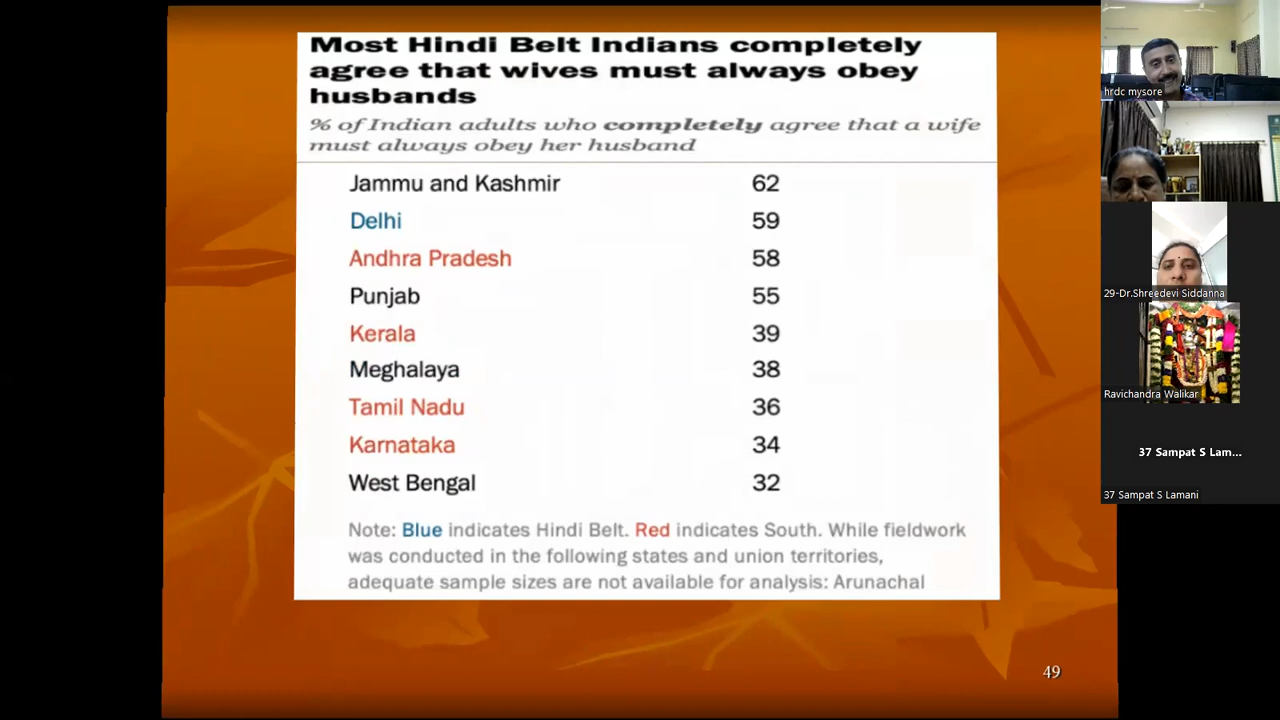 Most Hindi Belt Indians completely
agree that wives must always obey
husbands
% of Indian adults who completely agree that a wife
must always obey her husband
Jammu and Kashmir 62
Delhi 59
Andhra Pradesh 58
Punjab 55
Kerala 39
Meghalaya 38
Tamil Nadu 36
Karnataka 34
West Bengal 32
Note: Blue indicates Hindi Belt. Red indicates South. While fieldwork
was conducted in the following states and union territories,
adequate sample sizes are not available for analysis: Arunachal
49
hrdc mysore
29-Dr.Shreedevi Siddanna
Ravichandra Walikar
37 Sampat S Lam...
37 Sampat S Lamani